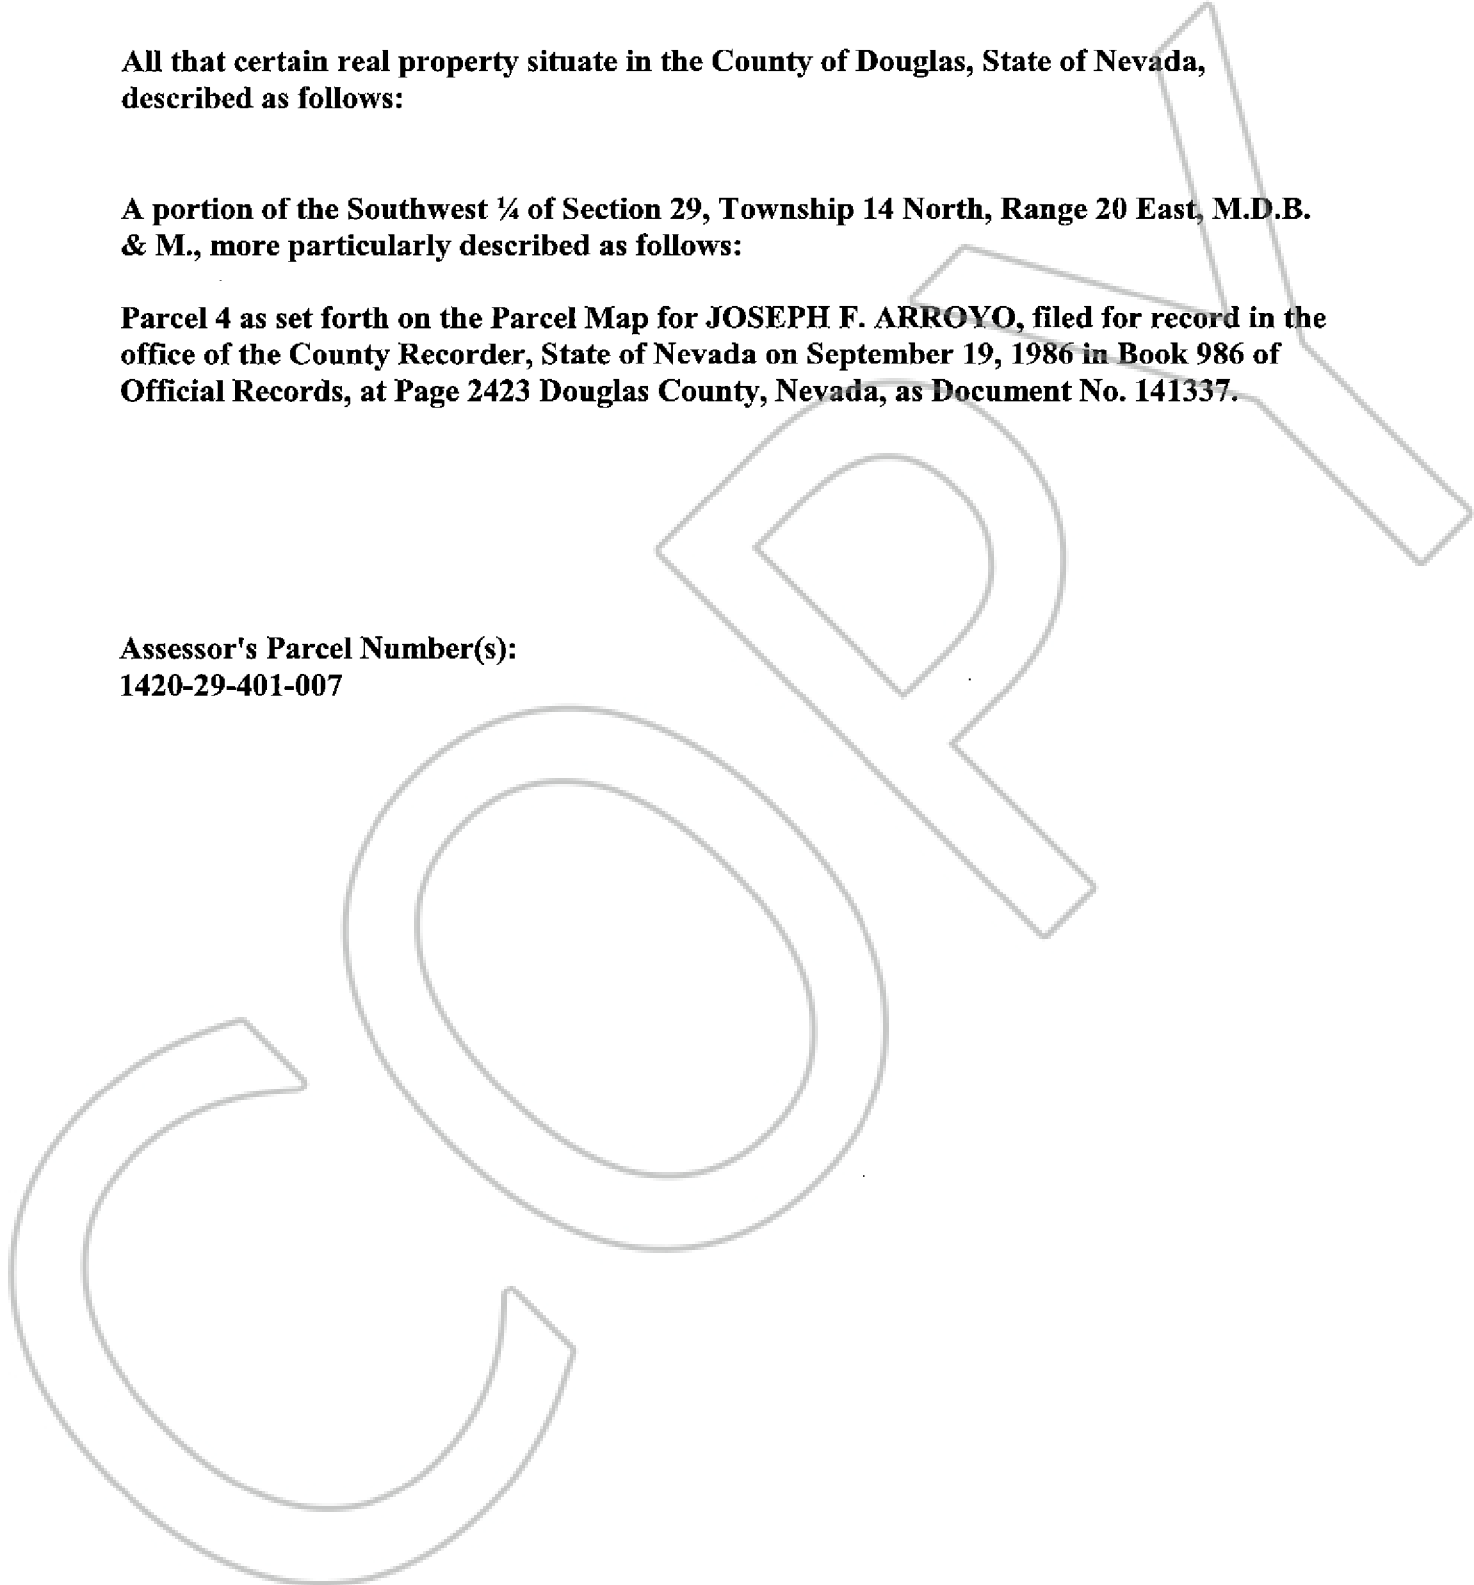 All that certain real property situate in the County of Douglas, State of Nevada,
described as follows:
A portion of the Southwest ¼ of Section 29, Township 14 North, Range 20 East, M.D.B.
& M., more particularly described as follows:
Parcel 4 as set forth on the Parcel Map for JOSEPH F. ARROYO, filed for record in the
office of the County Recorder, State of Nevada on September 19, 1986 in Book 986 of
Official Records, at Page 2423 Douglas County, Nevada, as Document No. 141337.
Assessor's Parcel Number(s):
1420-29-401-007
COPY